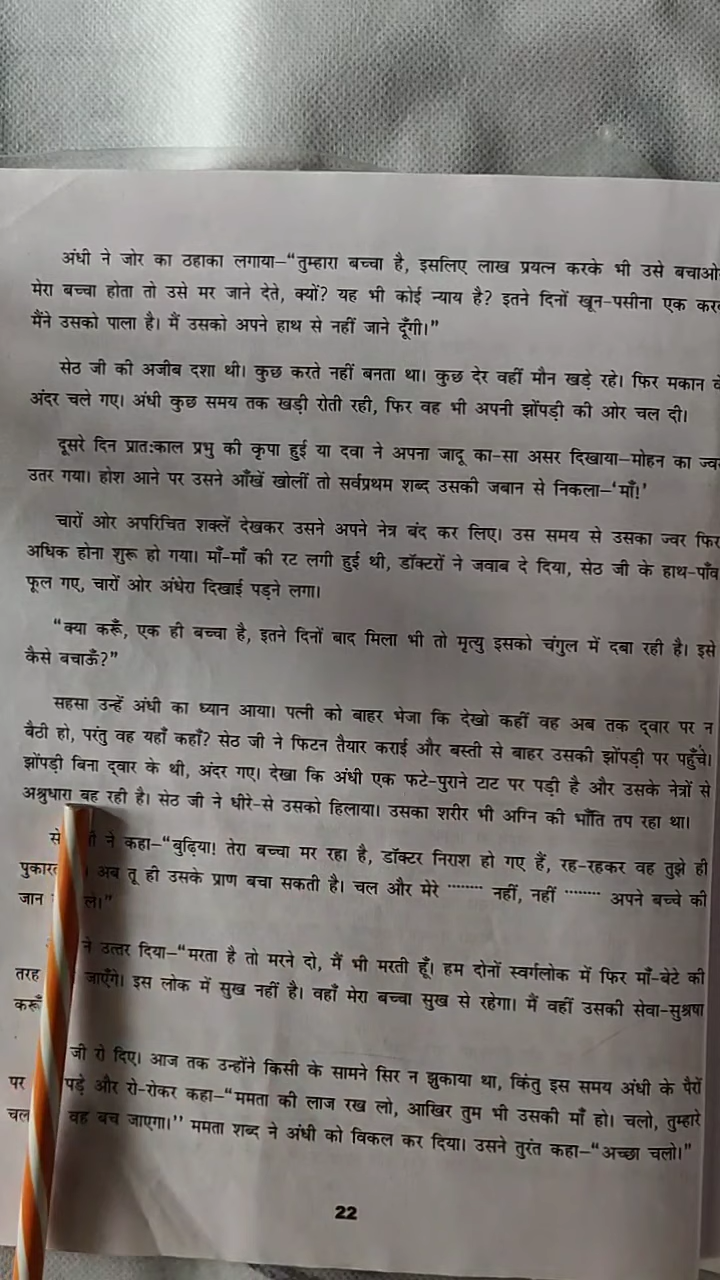 अंधी ने जोर का ठहाका लगाया–“तुम्हारा बच्चा है, इसलिए लाख प्रयत्न करके भी उसे बचाओ
मेरा बच्चा होता तो उसे मर जाने देते, क्यों? यह भी कोई न्याय है? इतने दिनों खून-पसीना एक कर
मैंने उसको पाला है। मैं उसको अपने हाथ से नहीं जाने दूँगी।”
सेठ जी की अजीब दशा थी। कुछ करते नहीं बनता था। कुछ देर वहीं मौन खड़े रहे। फिर मकान
अंदर चले गए। अंधी कुछ समय तक खड़ी रोती रही, फिर वह भी अपनी झोंपड़ी की ओर चल दी।
दूसरे दिन प्रातःकाल प्रभु की कृपा हुई या दवा ने अपना जादू का-सा असर दिखाया–मोहन का
उतर गया। होश आने पर उसने आँखें खोलीं तो सर्वप्रथम शब्द उसकी जबान से निकला–‘माँ!’
चारों ओर अपरिचित शक्लें देखकर उसने अपने नेत्र बंद कर लिए। उस समय से उसका ज्वर फिर
अधिक होना शुरू हो गया। माँ-माँ की रट लगी हुई थी, डॉक्टरों ने जवाब दे दिया, सेठ जी के हाथ-पाँव
फूल गए, चारों ओर अंधेरा दिखाई पड़ने लगा।
“क्या करूँ, एक ही बच्चा है, इतने दिनों बाद मिला भी तो मृत्यु इसको चंगुल में दबा रही है। इसे
कैसे बचाऊँ?”
सहसा उन्हें अंधी का ध्यान आया। पत्नी को बाहर भेजा कि देखो कहीं वह अब तक द्वार पर न
बैठी हो, परंतु वह यहाँ कहाँ? सेठ जी ने फिटन तैयार कराई और बस्ती से बाहर उसकी झोंपड़ी पर पहुँचे।
झोंपड़ी बिना द्वार के थी, अंदर गए। देखा कि अंधी एक फटे-पुराने टाट पर पड़ी है और उसके नेत्रों से
अश्रुधारा बह रही है। सेठ जी ने धीरे-से उसको हिलाया। उसका शरीर भी अग्नि की भाँति तप रहा था।
ने कहा–“बुढ़िया! तेरा बच्चा मर रहा है, डॉक्टर निराश हो गए हैं, रह-रहकर वह तुझे ही
अब तू ही उसके प्राण बचा सकती है। चल और मेरे ........ नहीं, नहीं ........ अपने बच्चे की
जान ले।”
ने उत्तर दिया–“मरता है तो मरने दो, मैं भी मरती हूँ। हम दोनों स्वर्गलोक में फिर माँ-बेटे की
तरह जाएँगे। इस लोक में सुख नहीं है। वहाँ मेरा बच्चा सुख से रहेगा। मैं वहीं उसकी सेवा-सुश्रषा
करूँ
जी रो दिए। आज तक उन्होंने किसी के सामने सिर न झुकाया था, किंतु इस समय अंधी के पैरों
पर पड़े और रो-रोकर कहा–“ममता की लाज रख लो, आखिर तुम भी उसकी माँ हो। चलो, तुम्हारे
वह बच जाएगा।’’ ममता शब्द ने अंधी को विकल कर दिया। उसने तुरंत कहा–“अच्छा चलो।”
22